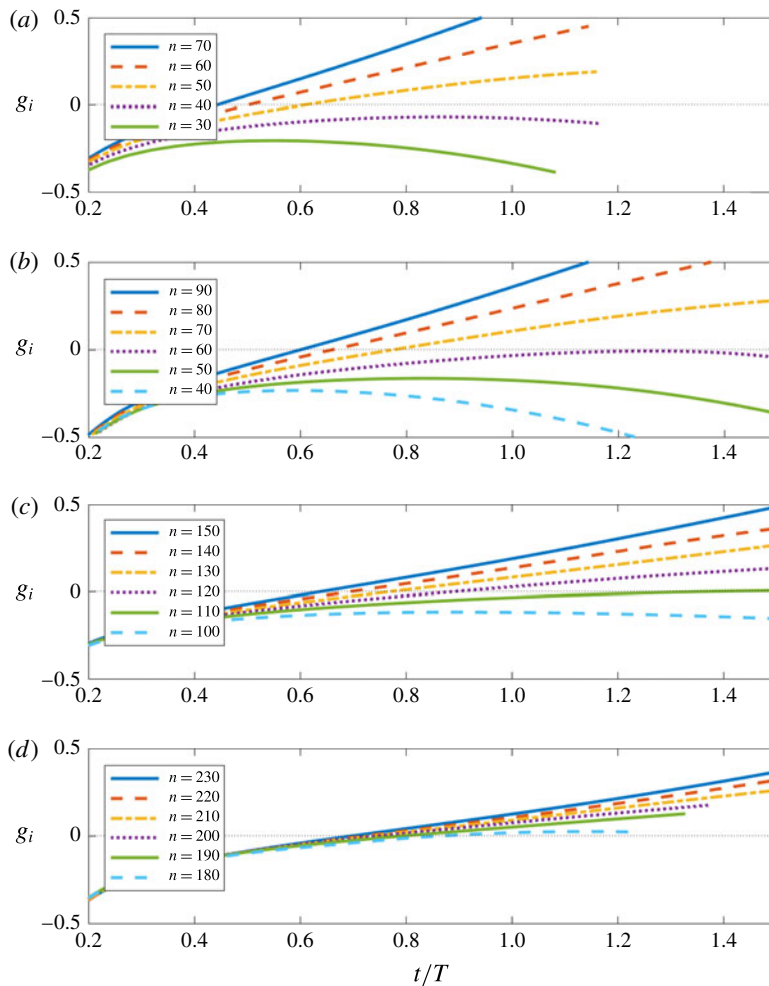 (a)
0.5
n = 70
n = 60
n = 50
n = 40
n = 30
g_i
0
−0.5
0.2 0.4 0.6 0.8 1.0 1.2 1.4
(b)
0.5
n = 90
n = 80
n = 70
n = 60
n = 50
n = 40
g_i
0
−0.5
0.2 0.4 0.6 0.8 1.0 1.2 1.4
(c)
0.5
n = 150
n = 140
n = 130
n = 120
n = 110
n = 100
g_i
0
−0.5
0.2 0.4 0.6 0.8 1.0 1.2 1.4
(d)
0.5
n = 230
n = 220
n = 210
n = 200
n = 190
n = 180
g_i
0
−0.5
0.2 0.4 0.6 0.8 1.0 1.2 1.4
t/T